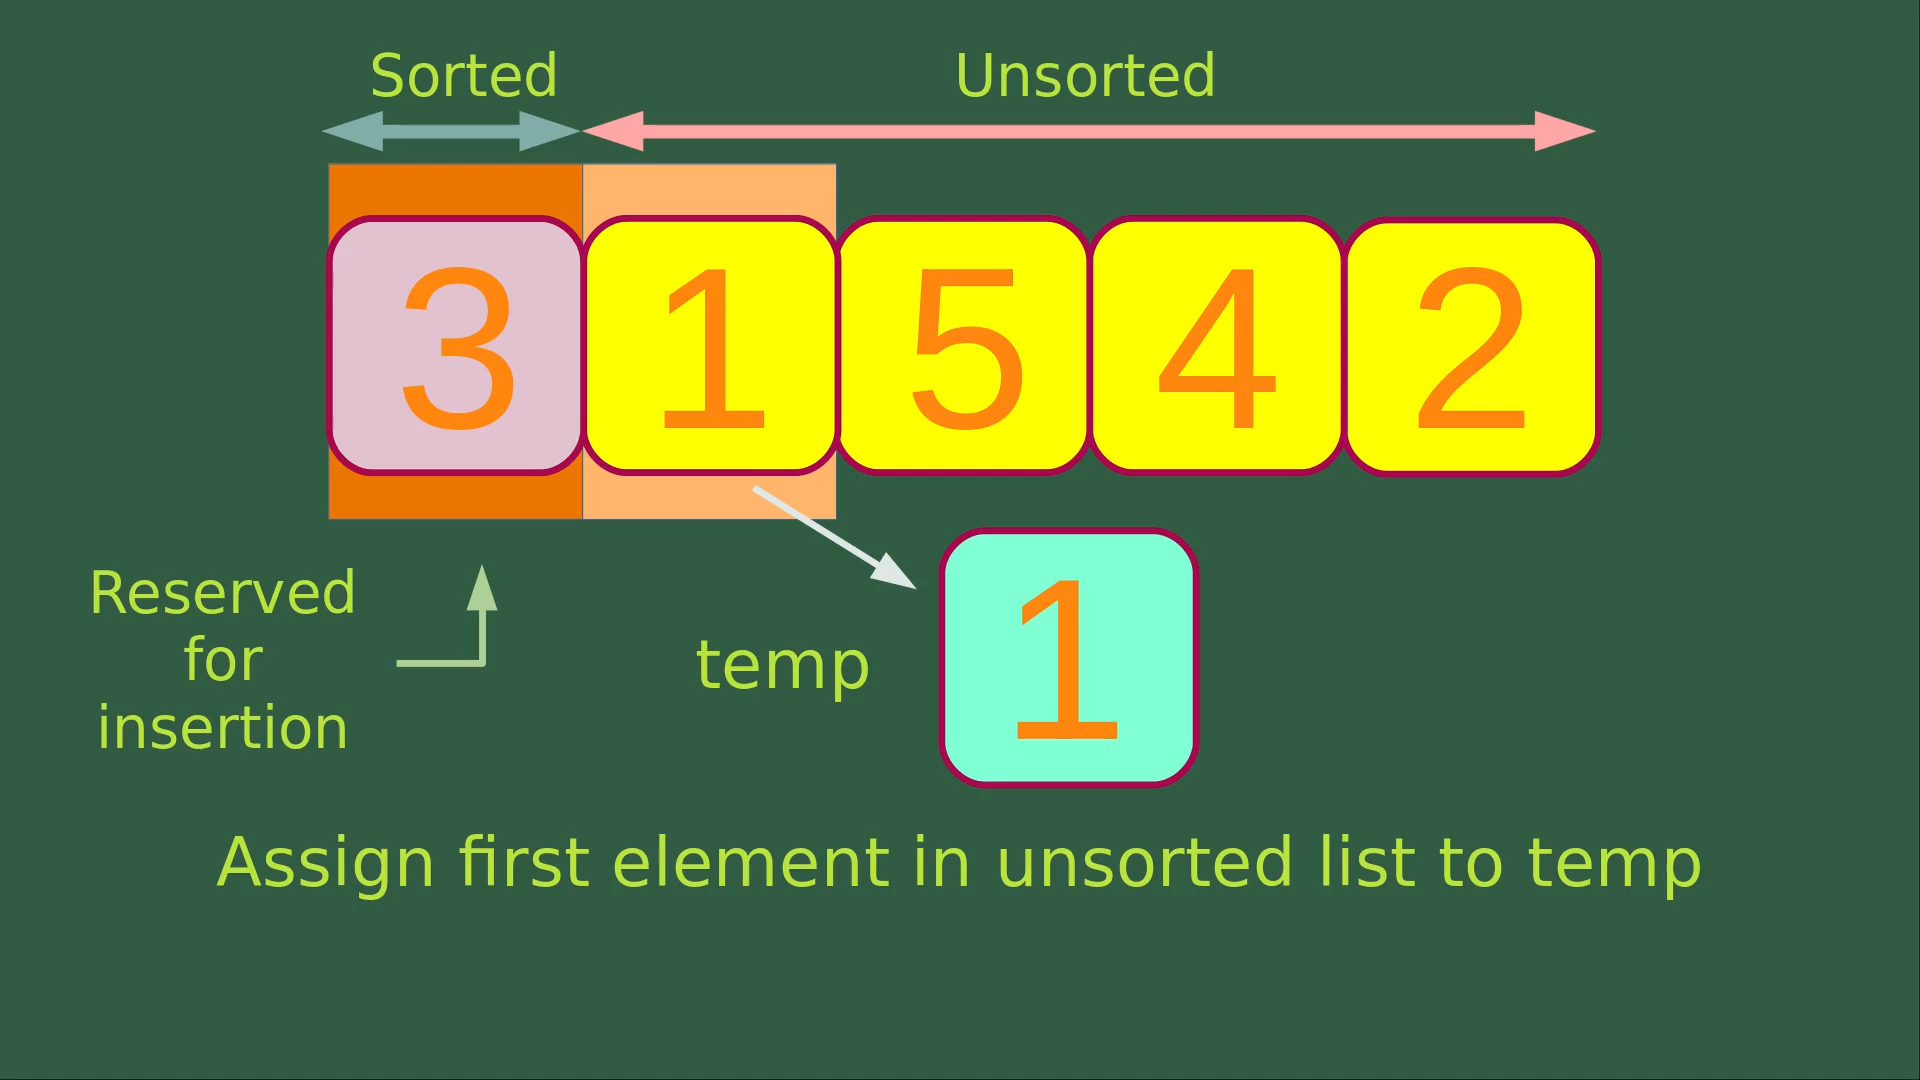 Sorted Unsorted
3 1 5 4 2
Reserved
for
insertion
temp 1
Assign first element in unsorted list to temp